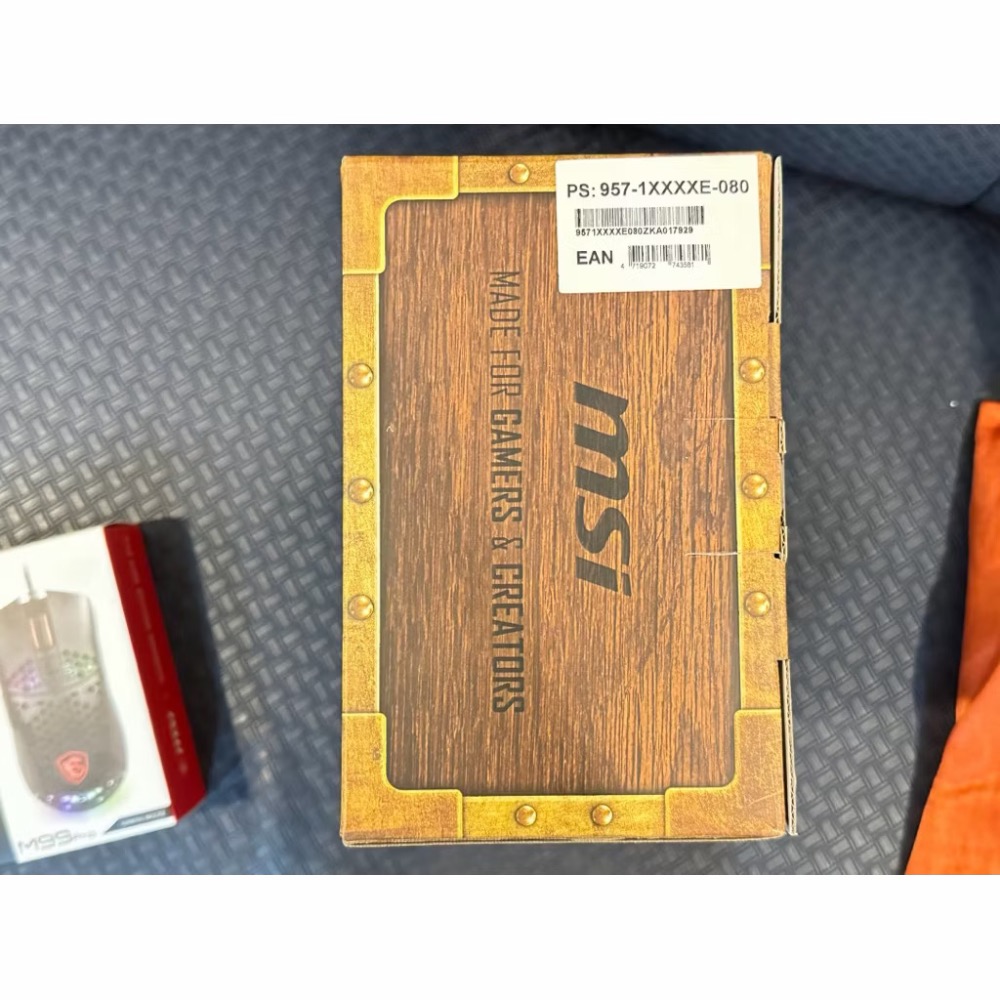 PS: 957-1XXXXE-080
9571XXXXE080ZKA017929
EAN
msi
MADE FOR GAMERS & CREATORS
M99